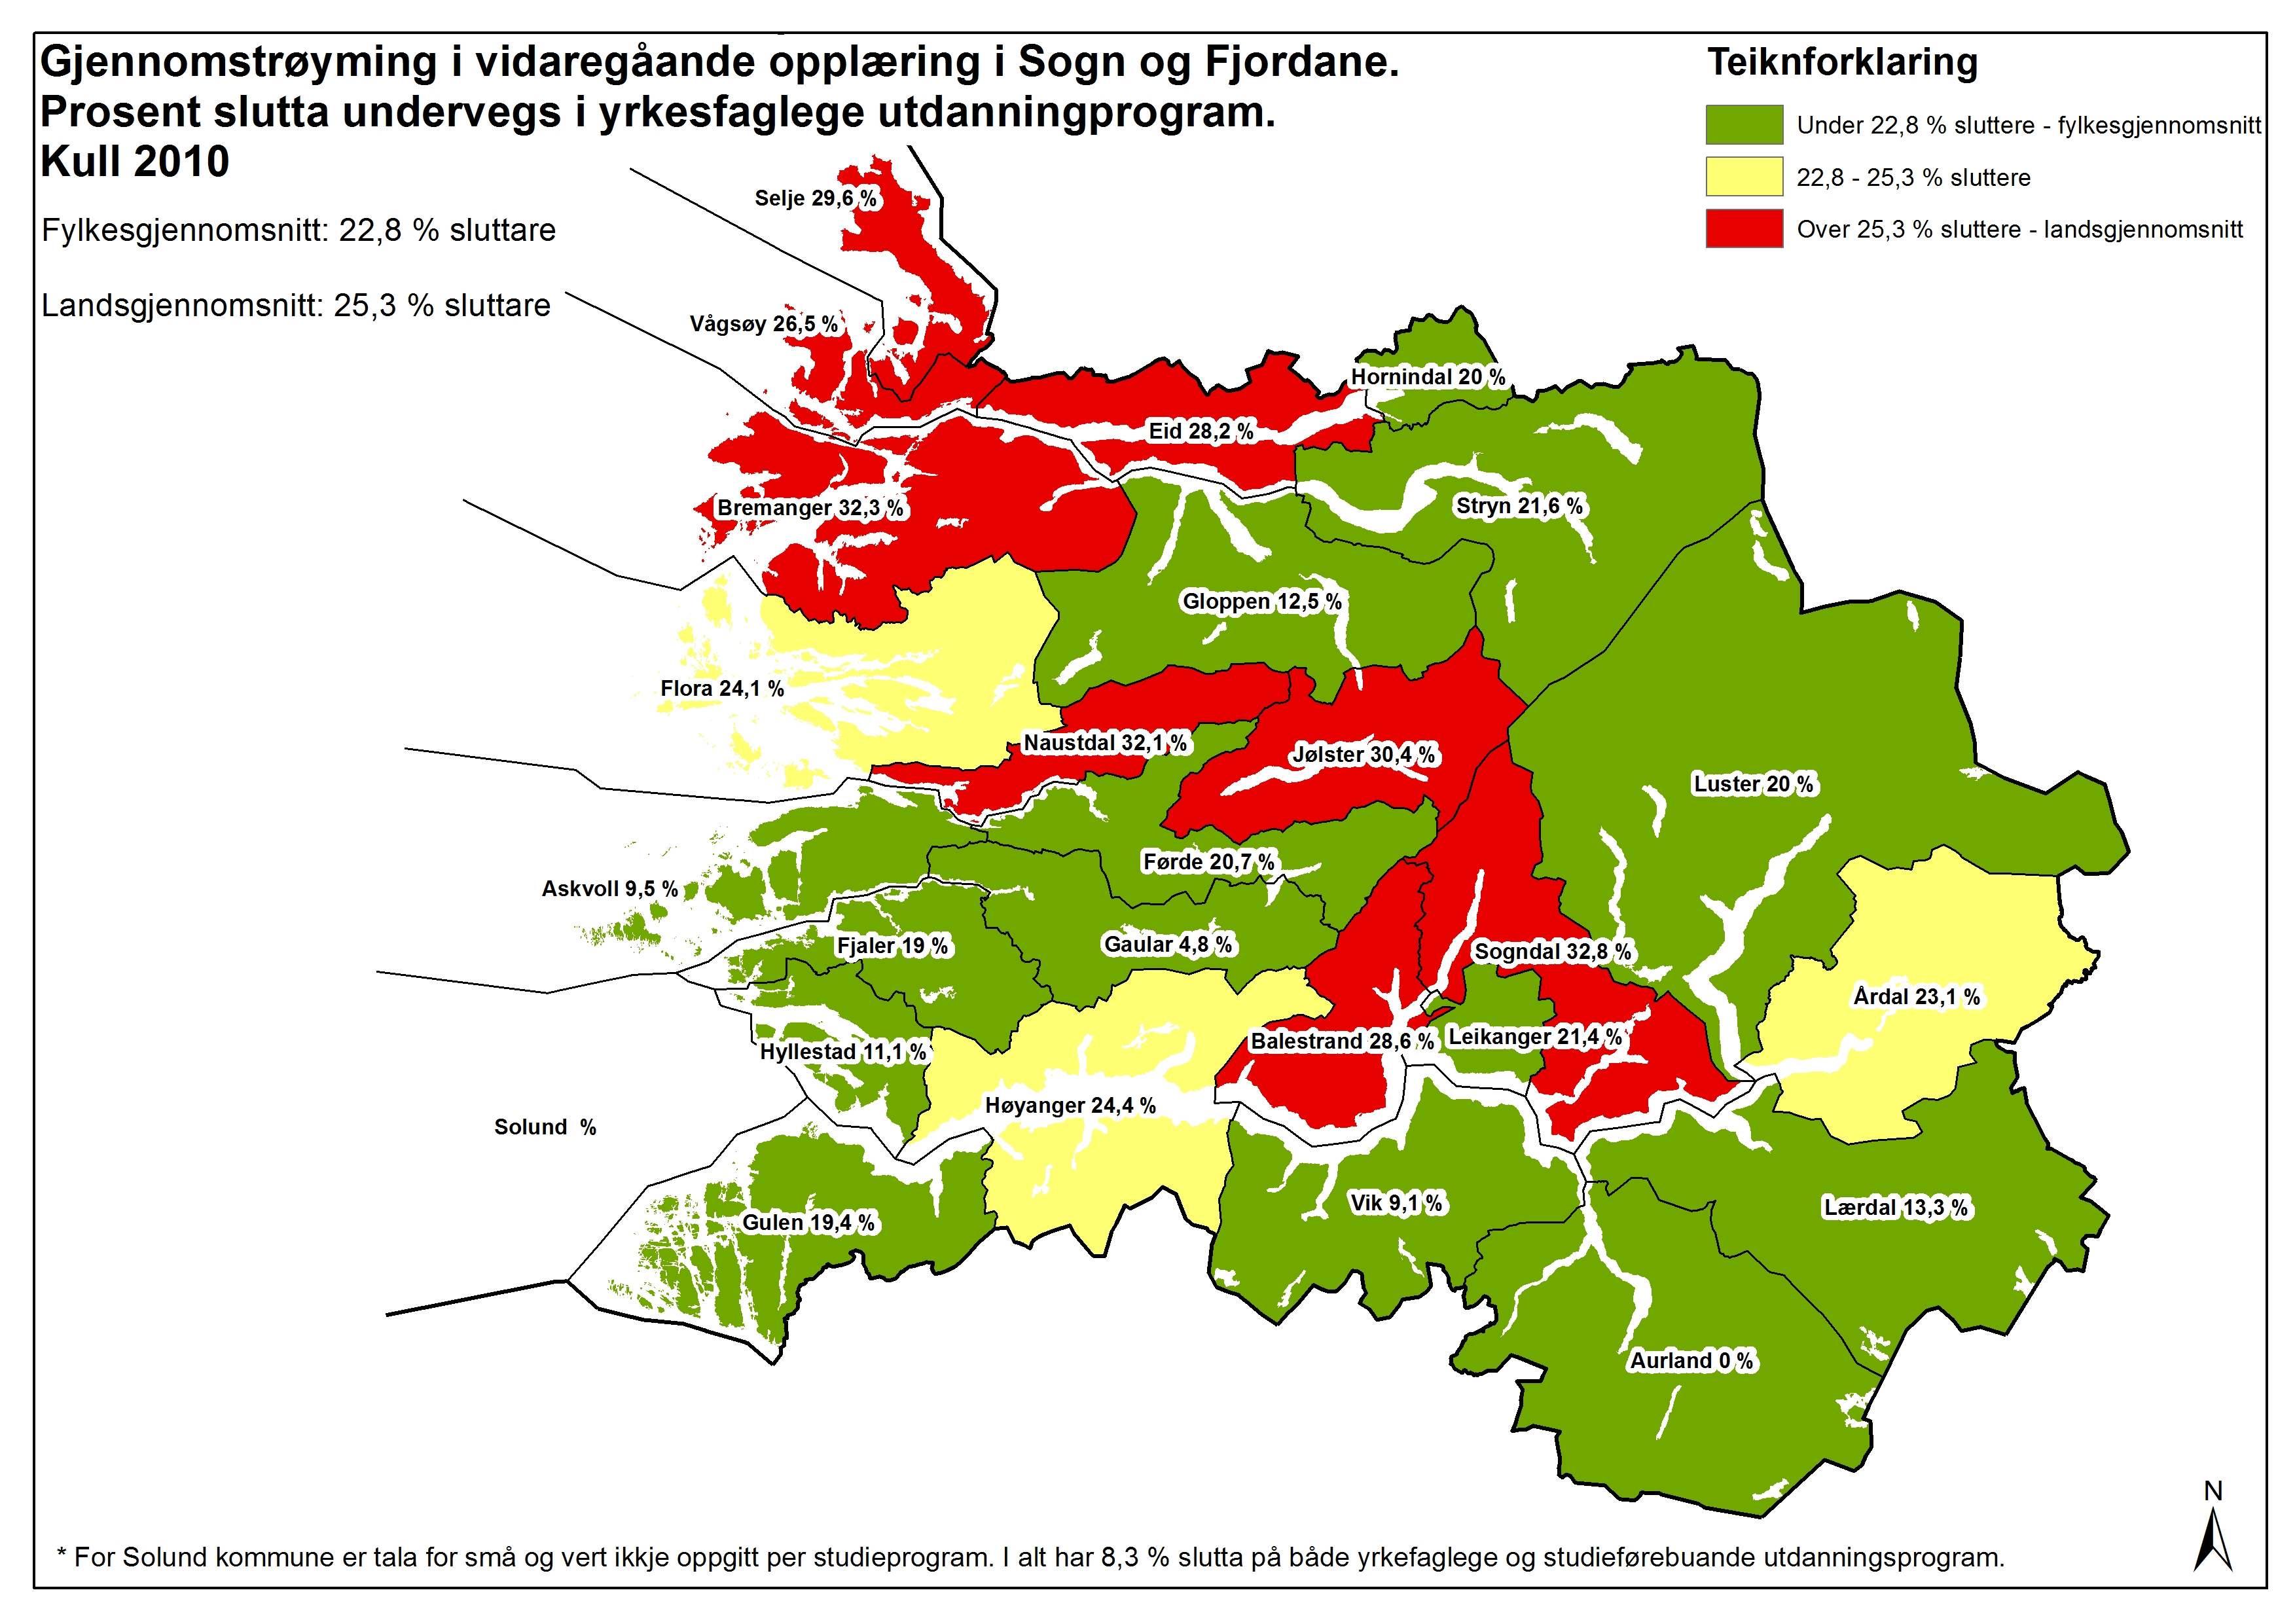 Gjennomstrøyming i vidaregåande opplæring i Sogn og Fjordane.
Prosent slutta undervegs i yrkesfaglege utdanningprogram.
Kull 2010
Fylkesgjennomsnitt: 22,8 % sluttare
Landsgjennomsnitt: 25,3 % sluttare
Teiknforklaring
Under 22,8 % sluttere - fylkesgjennomsnitt
22,8 - 25,3 % sluttere
Over 25,3 % sluttere - landsgjennomsnitt
Selje 29,6 %
Vågsøy 26,5 %
Hornindal 20 %
Eid 28,2 %
Bremanger 32,3 %
Stryn 21,6 %
Gloppen 12,5 %
Flora 24,1 %
Naustdal 32,1 %
Jølster 30,4 %
Luster 20 %
Førde 20,7 %
Askvoll 9,5 %
Fjaler 19 %
Gaular 4,8 %
Sogndal 32,8 %
Årdal 23,1 %
Hyllestad 11,1 %
Balestrand 28,6 %
Leikanger 21,4 %
Høyanger 24,4 %
Solund %
Vik 9,1 %
Lærdal 13,3 %
Gulen 19,4 %
Aurland 0 %
N
* For Solund kommune er tala for små og vert ikkje oppgitt per studieprogram. I alt har 8,3 % slutta på både yrkefaglege og studieførebuande utdanningsprogram.